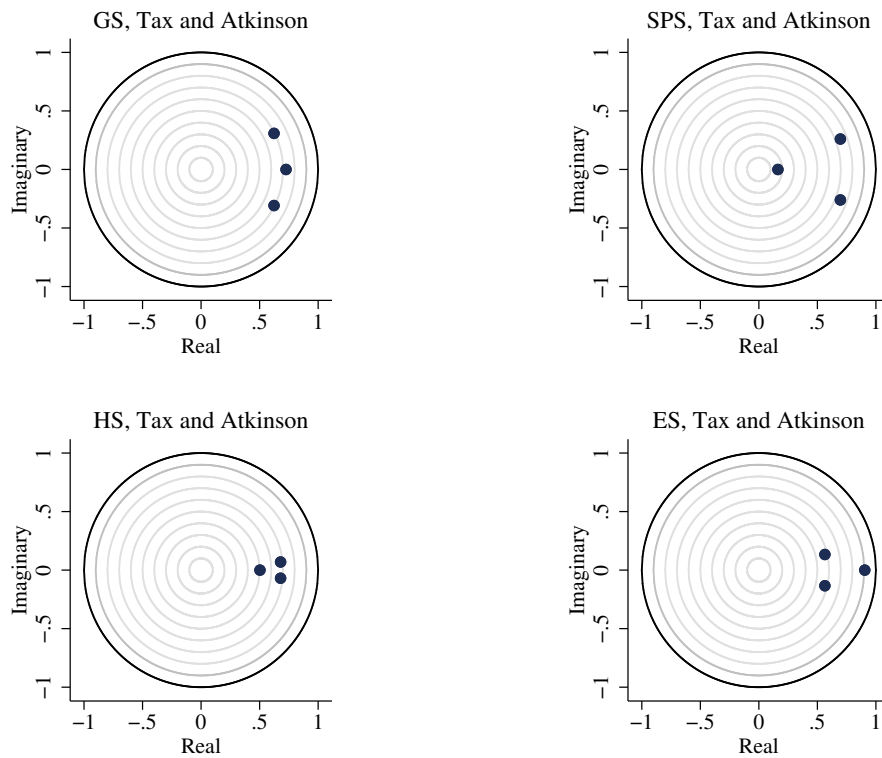 GS, Tax and Atkinson
1
.5
0
−.5
−1
Imaginary
−1 −.5 0 .5 1
Real
SPS, Tax and Atkinson
1
.5
0
−.5
−1
Imaginary
−1 −.5 0 .5 1
Real
HS, Tax and Atkinson
1
.5
0
−.5
−1
Imaginary
−1 −.5 0 .5 1
Real
ES, Tax and Atkinson
1
.5
0
−.5
−1
Imaginary
−1 −.5 0 .5 1
Real